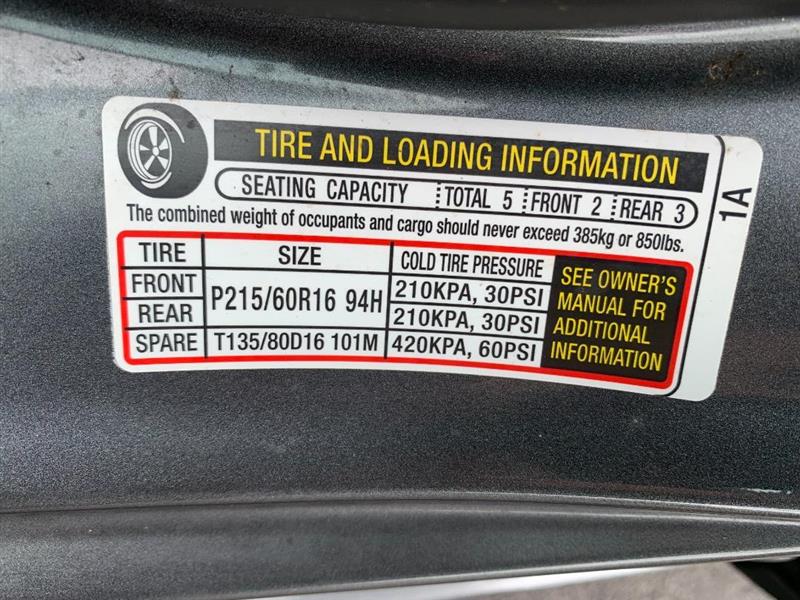 TIRE AND LOADING INFORMATION
SEATING CAPACITY TOTAL 5 FRONT 2 REAR 3
The combined weight of occupants and cargo should never exceed 385kg or 850lbs.
TIRE SIZE COLD TIRE PRESSURE
FRONT P215/60R16 94H 210KPA, 30PSI
REAR 210KPA, 30PSI
SPARE T135/80D16 101M 420KPA, 60PSI
SEE OWNER'S
MANUAL FOR
ADDITIONAL
INFORMATION
1A